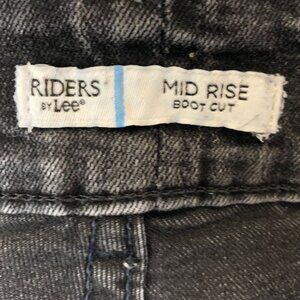 RIDERS
BY Lee®
MID RISE
BOOT CUT